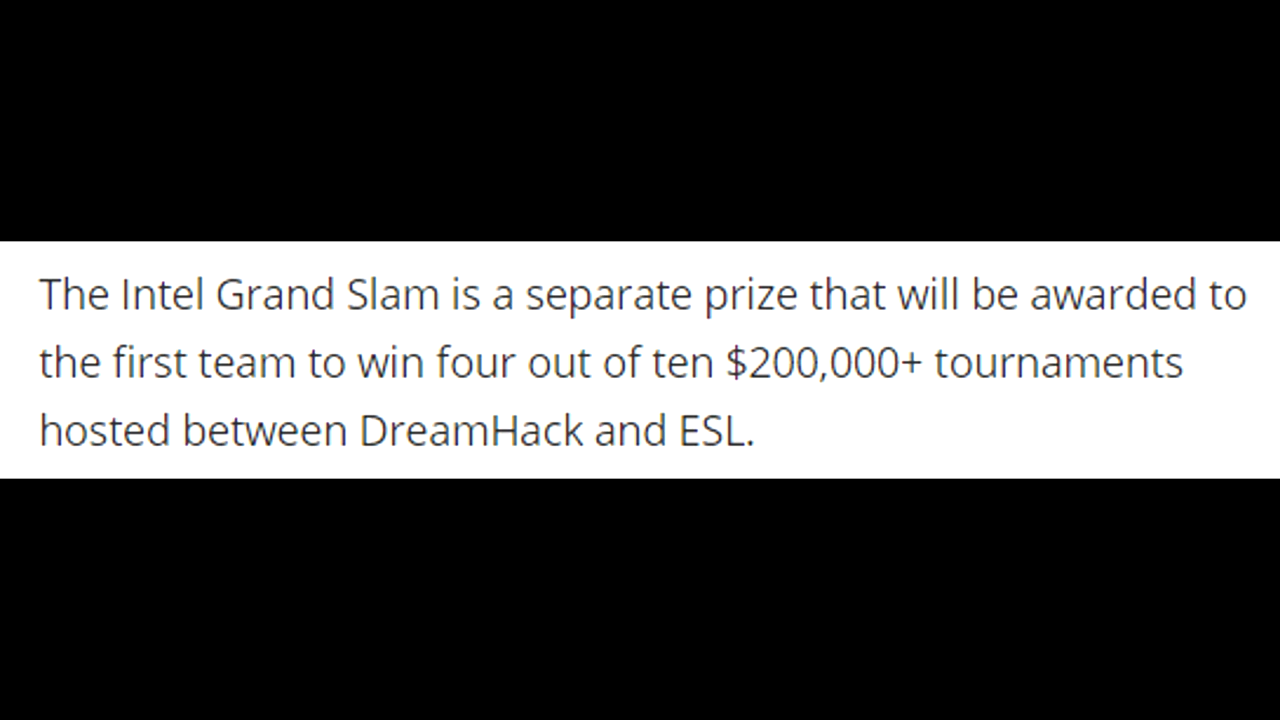 The Intel Grand Slam is a separate prize that will be awarded to
the first team to win four out of ten $200,000+ tournaments
hosted between DreamHack and ESL.